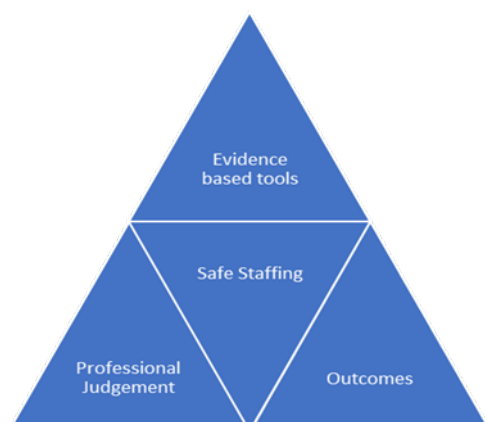 Evidence
based tools
Safe Staffing
Professional
Judgement
Outcomes